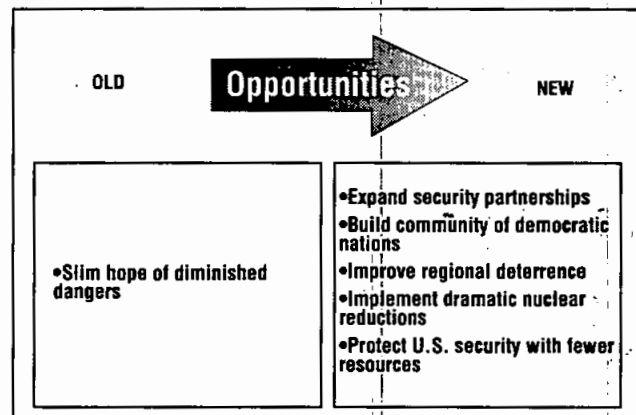 OLD
Opportunities
NEW
•Slim hope of diminished
dangers
•Expand security partnerships
•Build community of democratic
nations
•Improve regional deterrence
•Implement dramatic nuclear
reductions
•Protect U.S. security with fewer
resources